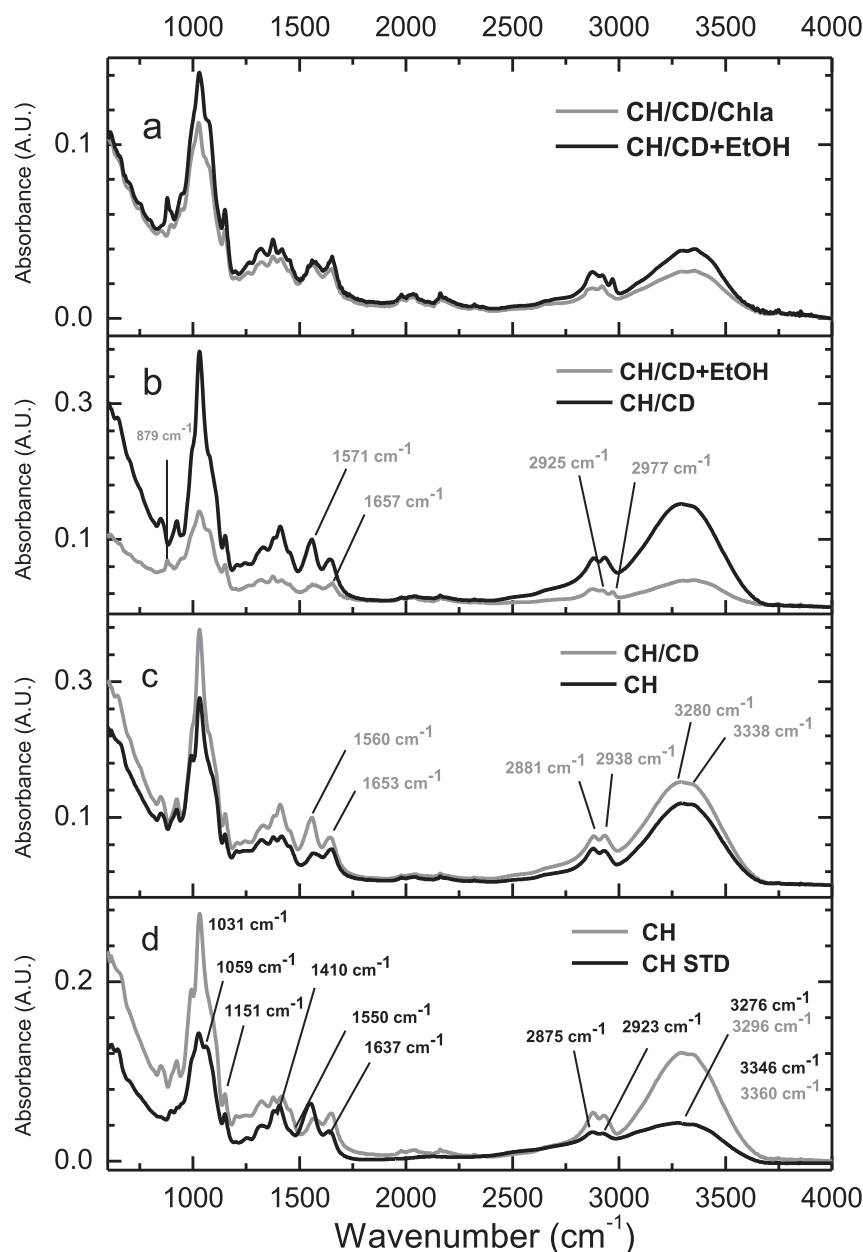 1000 1500 2000 2500 3000 3500 4000
a
CH/CD/Chla
CH/CD+EtOH
0.1
0.0
Absorbance (A.U.)
b
CH/CD+EtOH
CH/CD
0.3
0.1
Absorbance (A.U.)
879 cm-1
1571 cm-1
1657 cm-1
2925 cm-1
2977 cm-1
c
CH/CD
CH
0.3
0.1
Absorbance (A.U.)
1560 cm-1
1653 cm-1
2881 cm-1
2938 cm-1
3280 cm-1
3338 cm-1
d
CH
CH STD
0.2
0.0
Absorbance (A.U.)
1031 cm-1
1059 cm-1
1151 cm-1
1410 cm-1
1550 cm-1
1637 cm-1
2875 cm-1
2923 cm-1
3276 cm-1
3296 cm-1
3346 cm-1
3360 cm-1
1000 1500 2000 2500 3000 3500 4000
Wavenumber (cm-1)